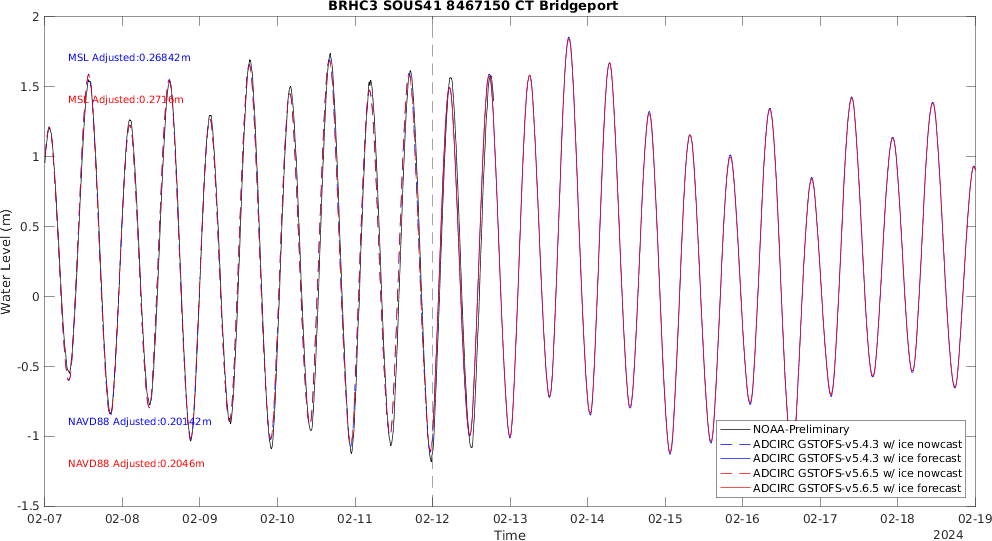 BRHC3 SOUS41 8467150 CT Bridgeport
Water Level (m)
2
1.5
1
0.5
0
-0.5
-1
-1.5
MSL Adjusted:0.26842m
MSL Adjusted:0.2716m
NAVD88 Adjusted:0.20142m
NAVD88 Adjusted:0.2046m
NOAA-Preliminary
ADCIRC GSTOFS-v5.4.3 w/ ice nowcast
ADCIRC GSTOFS-v5.4.3 w/ ice forecast
ADCIRC GSTOFS-v5.6.5 w/ ice nowcast
ADCIRC GSTOFS-v5.6.5 w/ ice forecast
02-07 02-08 02-09 02-10 02-11 02-12 02-13 02-14 02-15 02-16 02-17 02-18 02-19
Time
2024